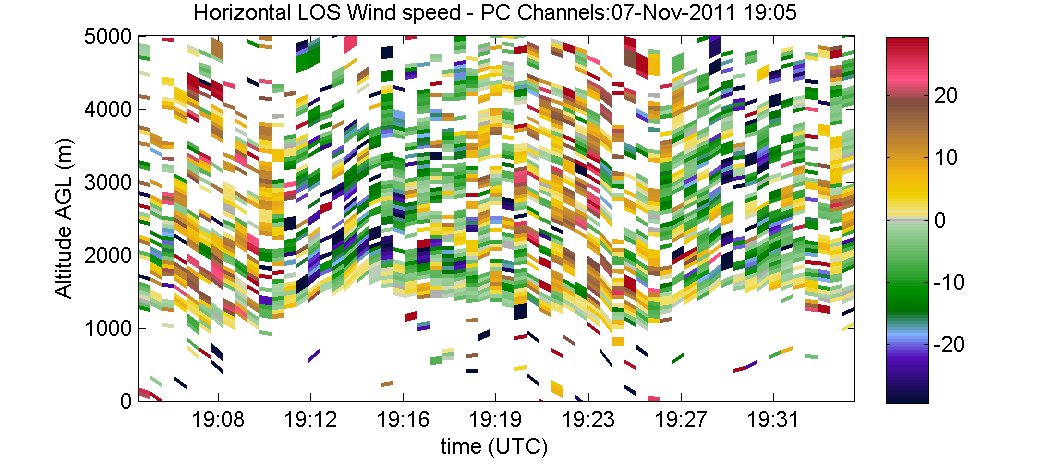 Horizontal LOS Wind speed - PC Channels:07-Nov-2011 19:05
5000
4000
3000
2000
1000
0
Altitude AGL (m)
19:08 19:12 19:16 19:19 19:23 19:27 19:31
time (UTC)
20
10
0
-10
-20